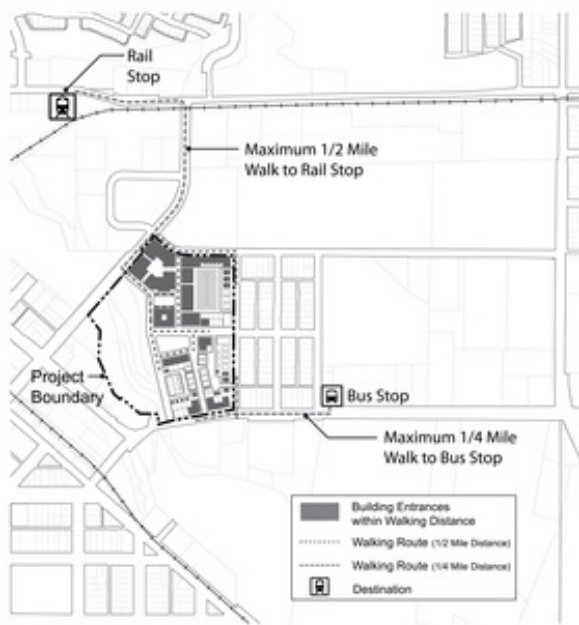 Rail
Stop
Maximum 1/2 Mile
Walk to Rail Stop
Project
Boundary
Bus Stop
Maximum 1/4 Mile
Walk to Bus Stop
Building Entrances
within Walking Distance
Walking Route (1/2 Mile Distance)
Walking Route (1/4 Mile Distance)
Destination